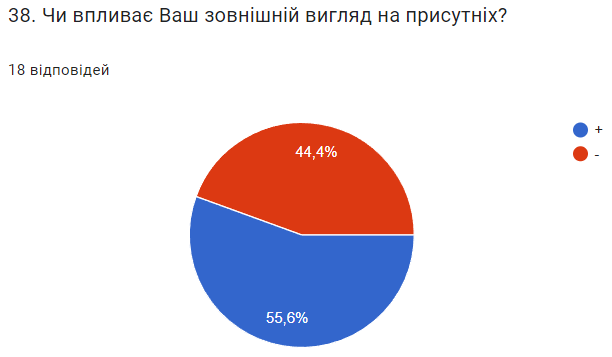 38. Чи впливає Ваш зовнішній вигляд на присутніх?
18 відповідей
+
-
44,4%
55,6%